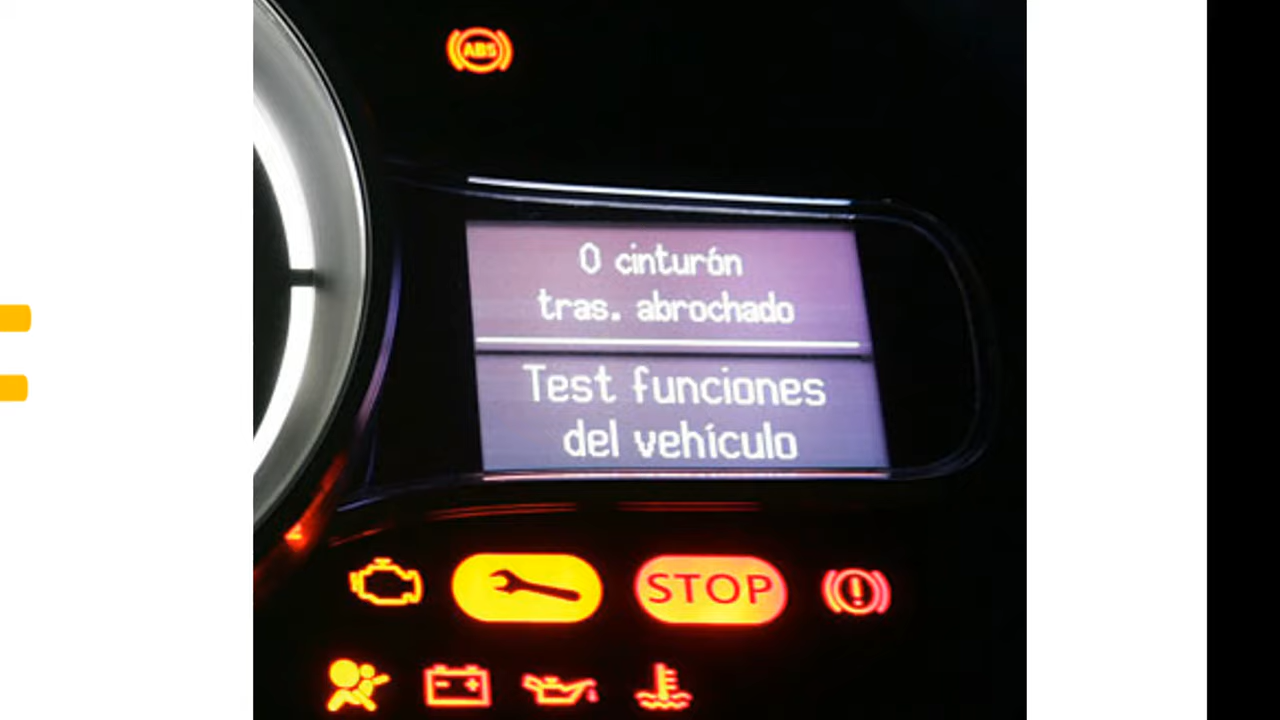 ABS
0 cinturón
tras. abrochado
Test funciones
del vehículo
STOP